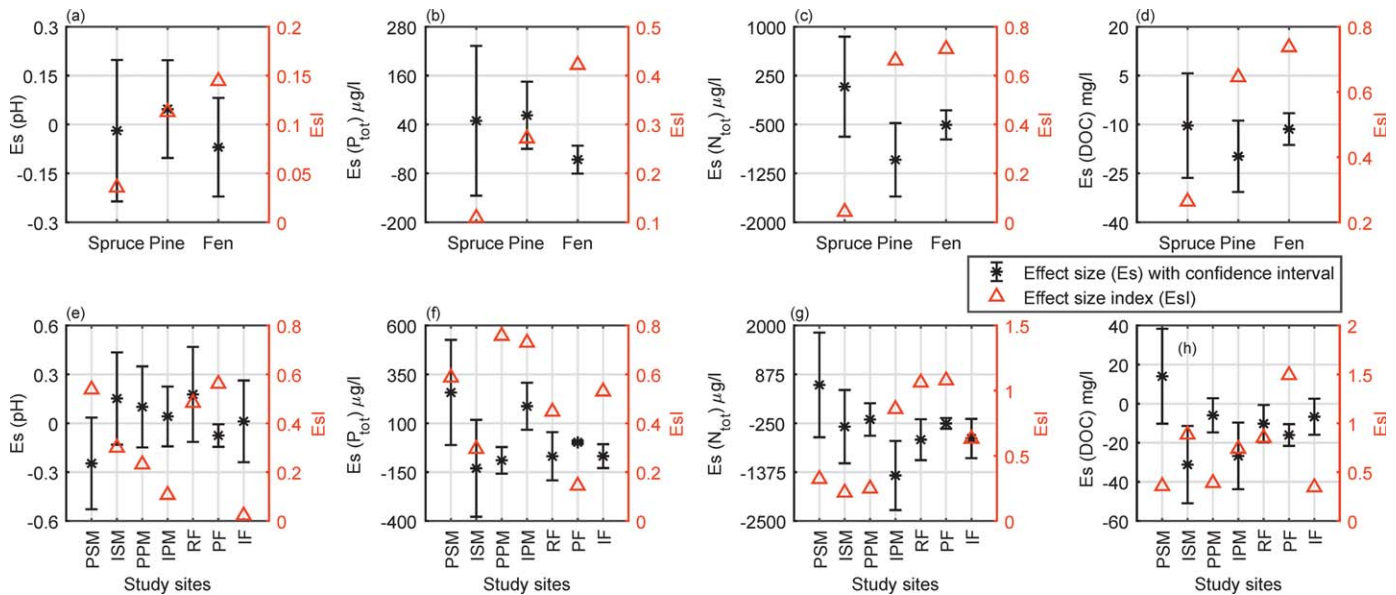 (a)
0.3
0.15
0
-0.15
-0.3
Es (pH)
0.2
0.15
0.1
0.05
0
EsI
Spruce Pine Fen
(b)
280
160
40
-80
-200
Es (Ptot) μg/l
0.5
0.4
0.3
0.2
0.1
EsI
Spruce Pine Fen
(c)
1000
250
-500
-1250
-2000
Es (Ntot) μg/l
0.8
0.6
0.4
0.2
0
EsI
Spruce Pine Fen
(d)
20
5
-10
-25
-40
Es (DOC) mg/l
0.8
0.6
0.4
0.2
EsI
Spruce Pine Fen
Effect size (Es) with confidence interval
Effect size index (EsI)
(e)
0.6
0.3
0
-0.3
-0.6
Es (pH)
0.8
0.6
0.4
0.2
0
EsI
PSM
ISM
PPM
IPM
RF
PF
IF
Study sites
(f)
600
350
100
-150
-400
Es (Ptot) μg/l
0.8
0.6
0.4
0.2
0
EsI
PSM
ISM
PPM
IPM
RF
PF
IF
Study sites
(g)
2000
875
-250
-1375
-2500
Es (Ntot) μg/l
1.5
1
0.5
0
EsI
PSM
ISM
PPM
IPM
RF
PF
IF
Study sites
(h)
40
20
0
-20
-40
-60
Es (DOC) mg/l
2
1.5
1
0.5
0
EsI
PSM
ISM
PPM
IPM
RF
PF
IF
Study sites